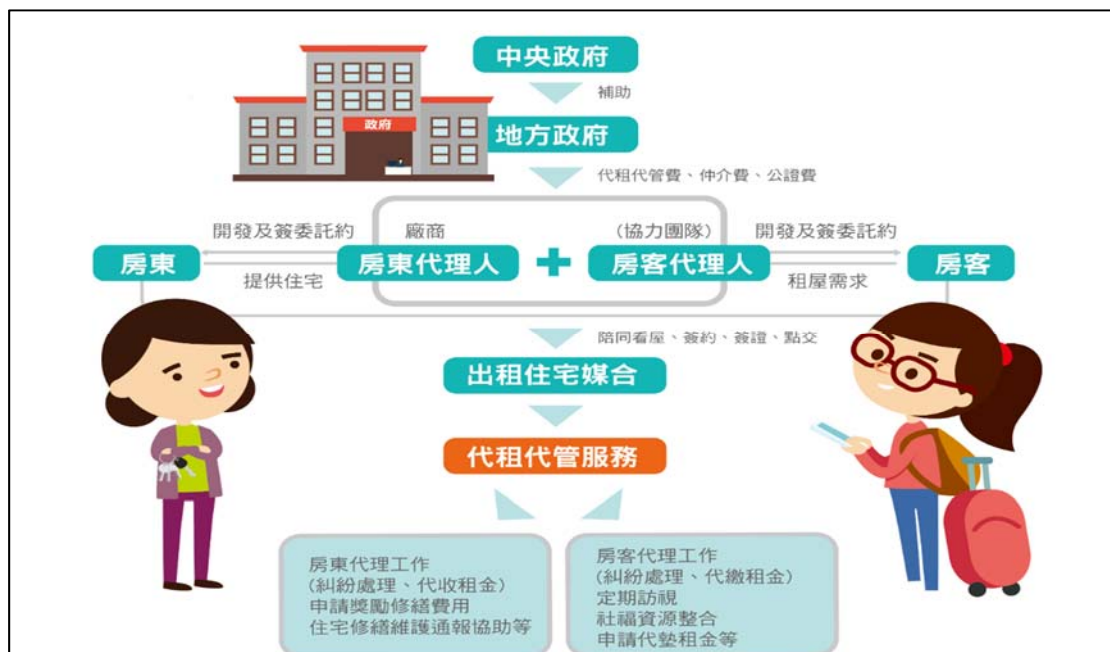 中央政府
補助
政府
地方政府
代租代管費、仲介費、公證費
開發及簽委託約
廠商
(協力團隊)
開發及簽委託約
房東
房東代理人
房客代理人
房客
提供住宅
租屋需求
陪同看屋、簽約、簽證、點交
出租住宅媒合
代租代管服務
房東代理工作
(糾紛處理、代收租金)
申請獎勵修繕費用
住宅修繕維護通報協助等
房客代理工作
(糾紛處理、代繳租金)
定期訪視
社福資源整合
申請代墊租金等